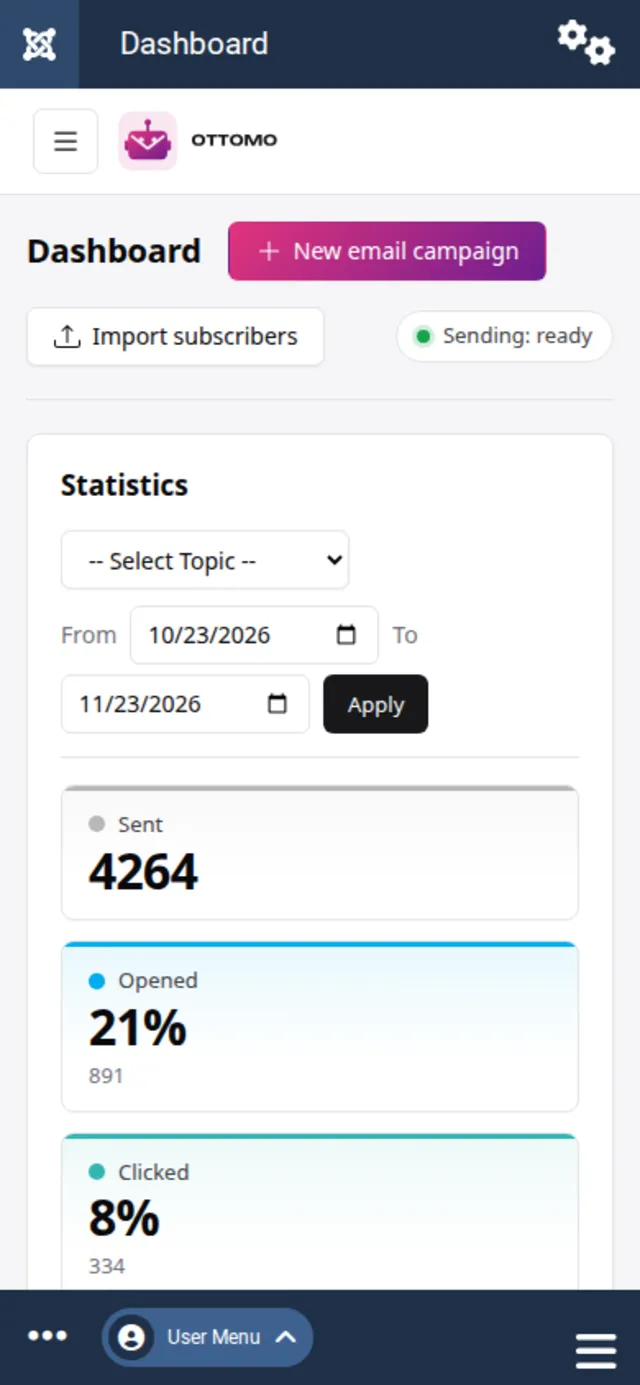 Dashboard
OTTOMO
Dashboard
New email campaign
Import subscribers
Sending: ready
Statistics
-- Select Topic --
From 10/23/2026 To
11/23/2026 Apply
Sent
4264
Opened
21%
891
Clicked
8%
334
User Menu